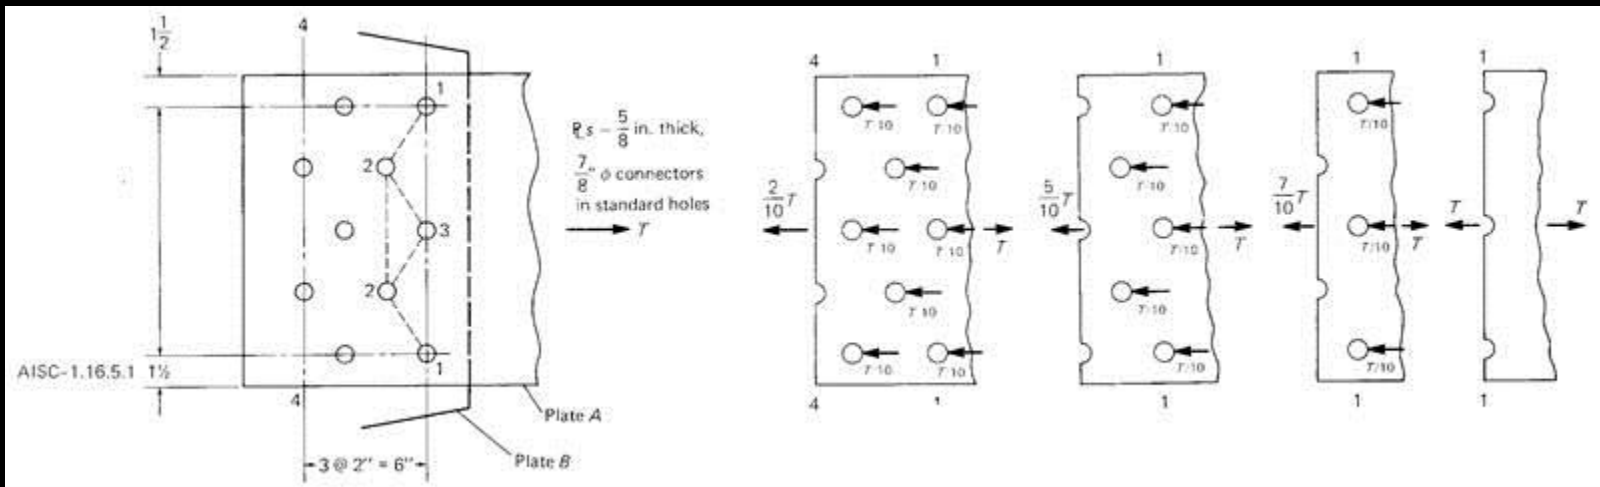 1 1/2
4
1
2
3
2
1
4
AISC-1.16.5.1 1½
3 @ 2" = 6"
Plate A
Plate B
℄s – 5/8 in. thick,
7/8" φ connectors
in standard holes
T
4 1
T/10 T/10
T/10
2/10 T
T/10 T/10 T
T/10
T/10 T/10
4 1
1
T/10
T/10
5/10 T
T/10 T
T/10
T/10
1
1
T/10
7/10 T
T/10 T
T/10
1
1
T T
1